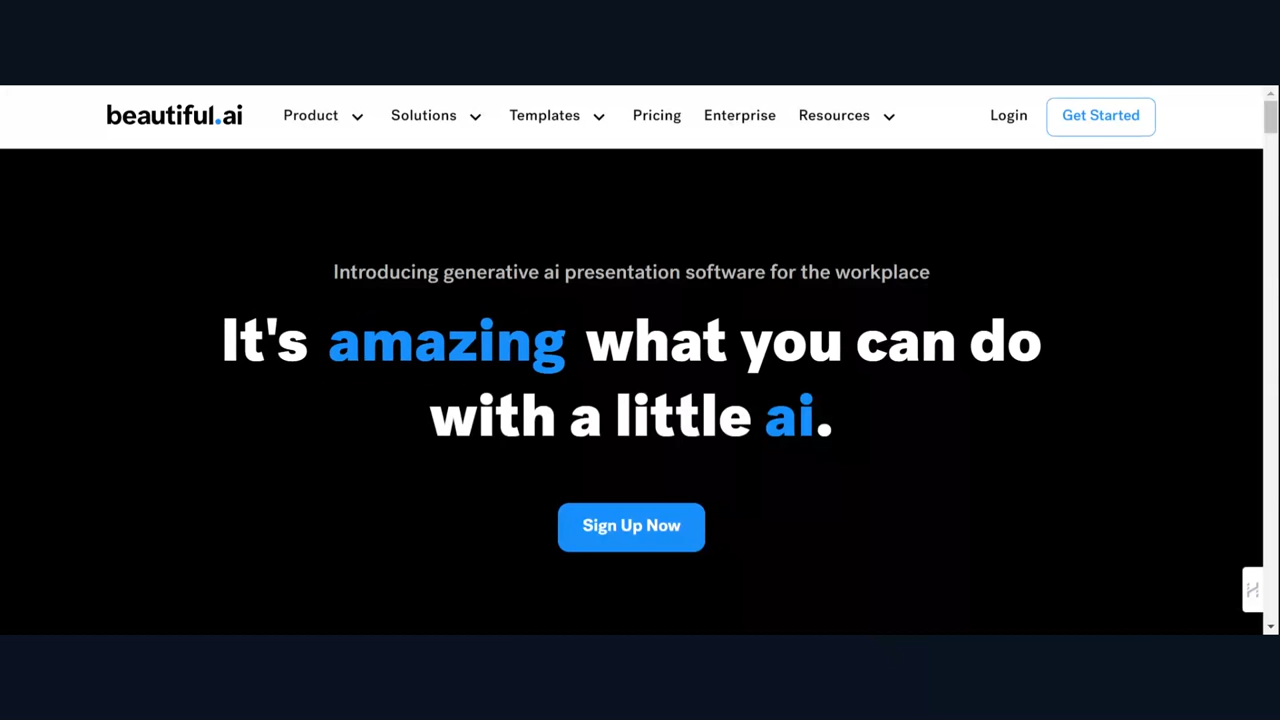 beautiful.ai Product Solutions Templates Pricing Enterprise Resources Login Get Started
Introducing generative ai presentation software for the workplace
It's amazing what you can do
with a little ai.
Sign Up Now